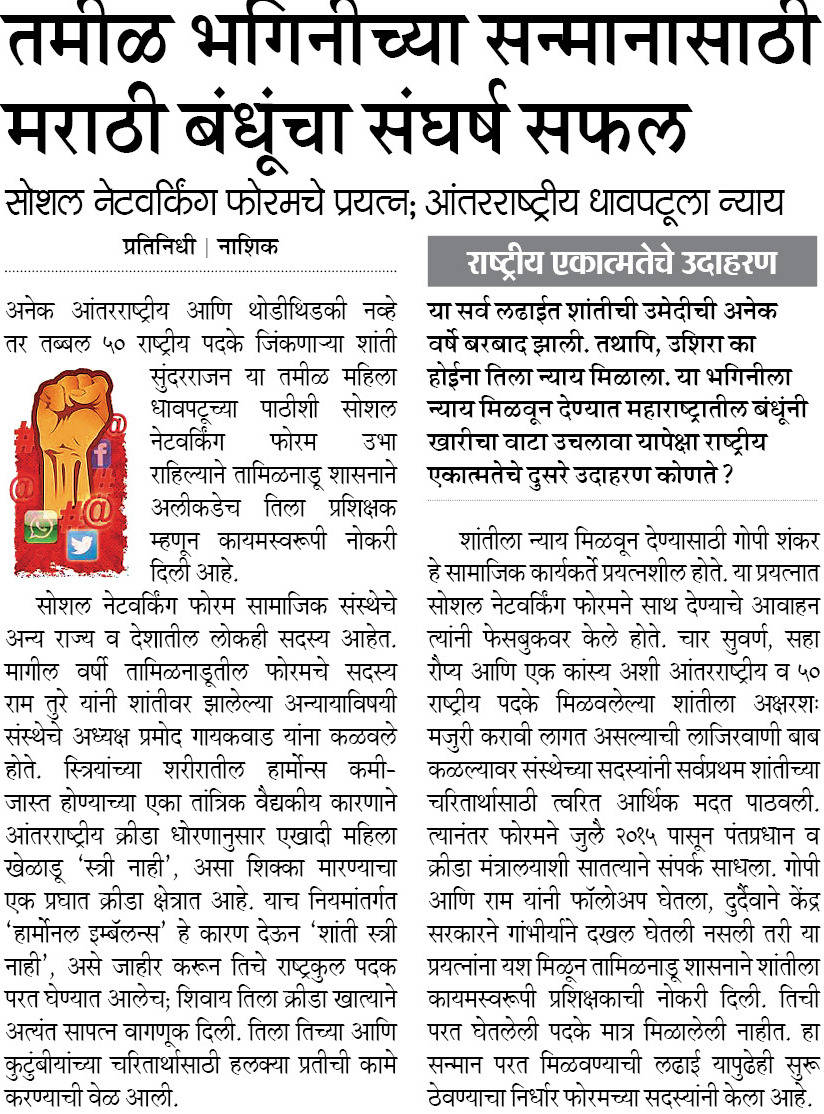 तमीळ भगिनीच्या सन्मानासाठी
मराठी बंधूंचा संघर्ष सफल
सोशल नेटवर्किंग फोरमचे प्रयत्न; आंतरराष्ट्रीय धावपटूला न्याय
प्रतिनिधी | नाशिक
अनेक आंतरराष्ट्रीय आणि थोडीथिडकी नव्हे
तर तब्बल ५० राष्ट्रीय पदके जिंकणाऱ्या शांती
सुंदरराजन या तमीळ महिला
धावपटूच्या पाठीशी सोशल
नेटवर्किंग फोरम उभा
राहिल्याने तामिळनाडू शासनाने
अलीकडेच तिला प्रशिक्षक
म्हणून कायमस्वरूपी नोकरी
दिली आहे.
सोशल नेटवर्किंग फोरम सामाजिक संस्थेचे
अन्य राज्य व देशातील लोकही सदस्य आहेत.
मागील वर्षी तामिळनाडूतील फोरमचे सदस्य
राम तुरे यांनी शांतीवर झालेल्या अन्यायाविषयी
संस्थेचे अध्यक्ष प्रमोद गायकवाड यांना कळवले
होते. स्त्रियांच्या शरीरातील हार्मोन्स कमी-
जास्त होण्याच्या एका तांत्रिक वैद्यकीय कारणाने
आंतरराष्ट्रीय क्रीडा धोरणानुसार एखादी महिला
खेळाडू ‘स्त्री नाही’, असा शिक्का मारण्याचा
एक प्रघात क्रीडा क्षेत्रात आहे. याच नियमांतर्गत
‘हार्मोनल इम्बॅलन्स’ हे कारण देऊन ‘शांती स्त्री
नाही’, असे जाहीर करून तिचे राष्ट्रकुल पदक
परत घेण्यात आलेच; शिवाय तिला क्रीडा खात्याने
अत्यंत सापत्न वागणूक दिली. तिला तिच्या आणि
कुटुंबीयांच्या चरितार्थासाठी हलक्या प्रतीची कामे
करण्याची वेळ आली.
राष्ट्रीय एकात्मतेचे उदाहरण
या सर्व लढाईत शांतीची उमेदीची अनेक
वर्षे बरबाद झाली. तथापि, उशिरा का
होईना तिला न्याय मिळाला. या भगिनीला
न्याय मिळवून देण्यात महाराष्ट्रातील बंधूंनी
खारीचा वाटा उचलावा यापेक्षा राष्ट्रीय
एकात्मतेचे दुसरे उदाहरण कोणते ?
शांतीला न्याय मिळवून देण्यासाठी गोपी शंकर
हे सामाजिक कार्यकर्ते प्रयत्नशील होते. या प्रयत्नात
सोशल नेटवर्किंग फोरमने साथ देण्याचे आवाहन
त्यांनी फेसबुकवर केले होते. चार सुवर्ण, सहा
रौप्य आणि एक कांस्य अशी आंतरराष्ट्रीय व ५०
राष्ट्रीय पदके मिळवलेल्या शांतीला अक्षरशः
मजुरी करावी लागत असल्याची लाजिरवाणी बाब
कळल्यावर संस्थेच्या सदस्यांनी सर्वप्रथम शांतीच्या
चरितार्थासाठी त्वरित आर्थिक मदत पाठवली.
त्यानंतर फोरमने जुलै २०१५ पासून पंतप्रधान व
क्रीडा मंत्रालयाशी सातत्याने संपर्क साधला. गोपी
आणि राम यांनी फॉलोअप घेतला, दुर्दैवाने केंद्र
सरकारने गांभीर्याने दखल घेतली नसली तरी या
प्रयत्नांना यश मिळून तामिळनाडू शासनाने शांतीला
कायमस्वरूपी प्रशिक्षकाची नोकरी दिली. तिची
परत घेतलेली पदके मात्र मिळालेली नाहीत. हा
सन्मान परत मिळवण्याची लढाई यापुढेही सुरू
ठेवण्याचा निर्धार फोरमच्या सदस्यांनी केला आहे.